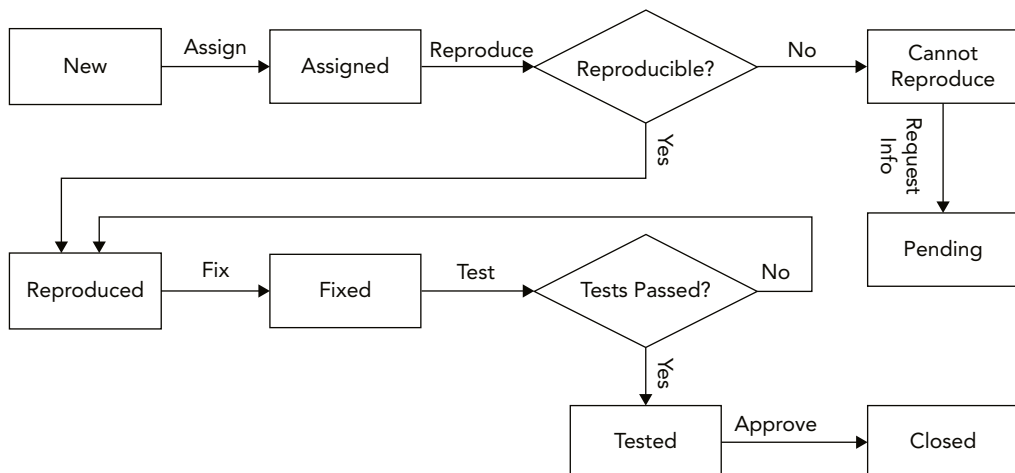 New
Assign
Assigned
Reproduce
Reproducible?
No
Cannot
Reproduce
Yes
Request
Info
Pending
Reproduced
Fix
Fixed
Test
Tests Passed?
No
Yes
Tested
Approve
Closed